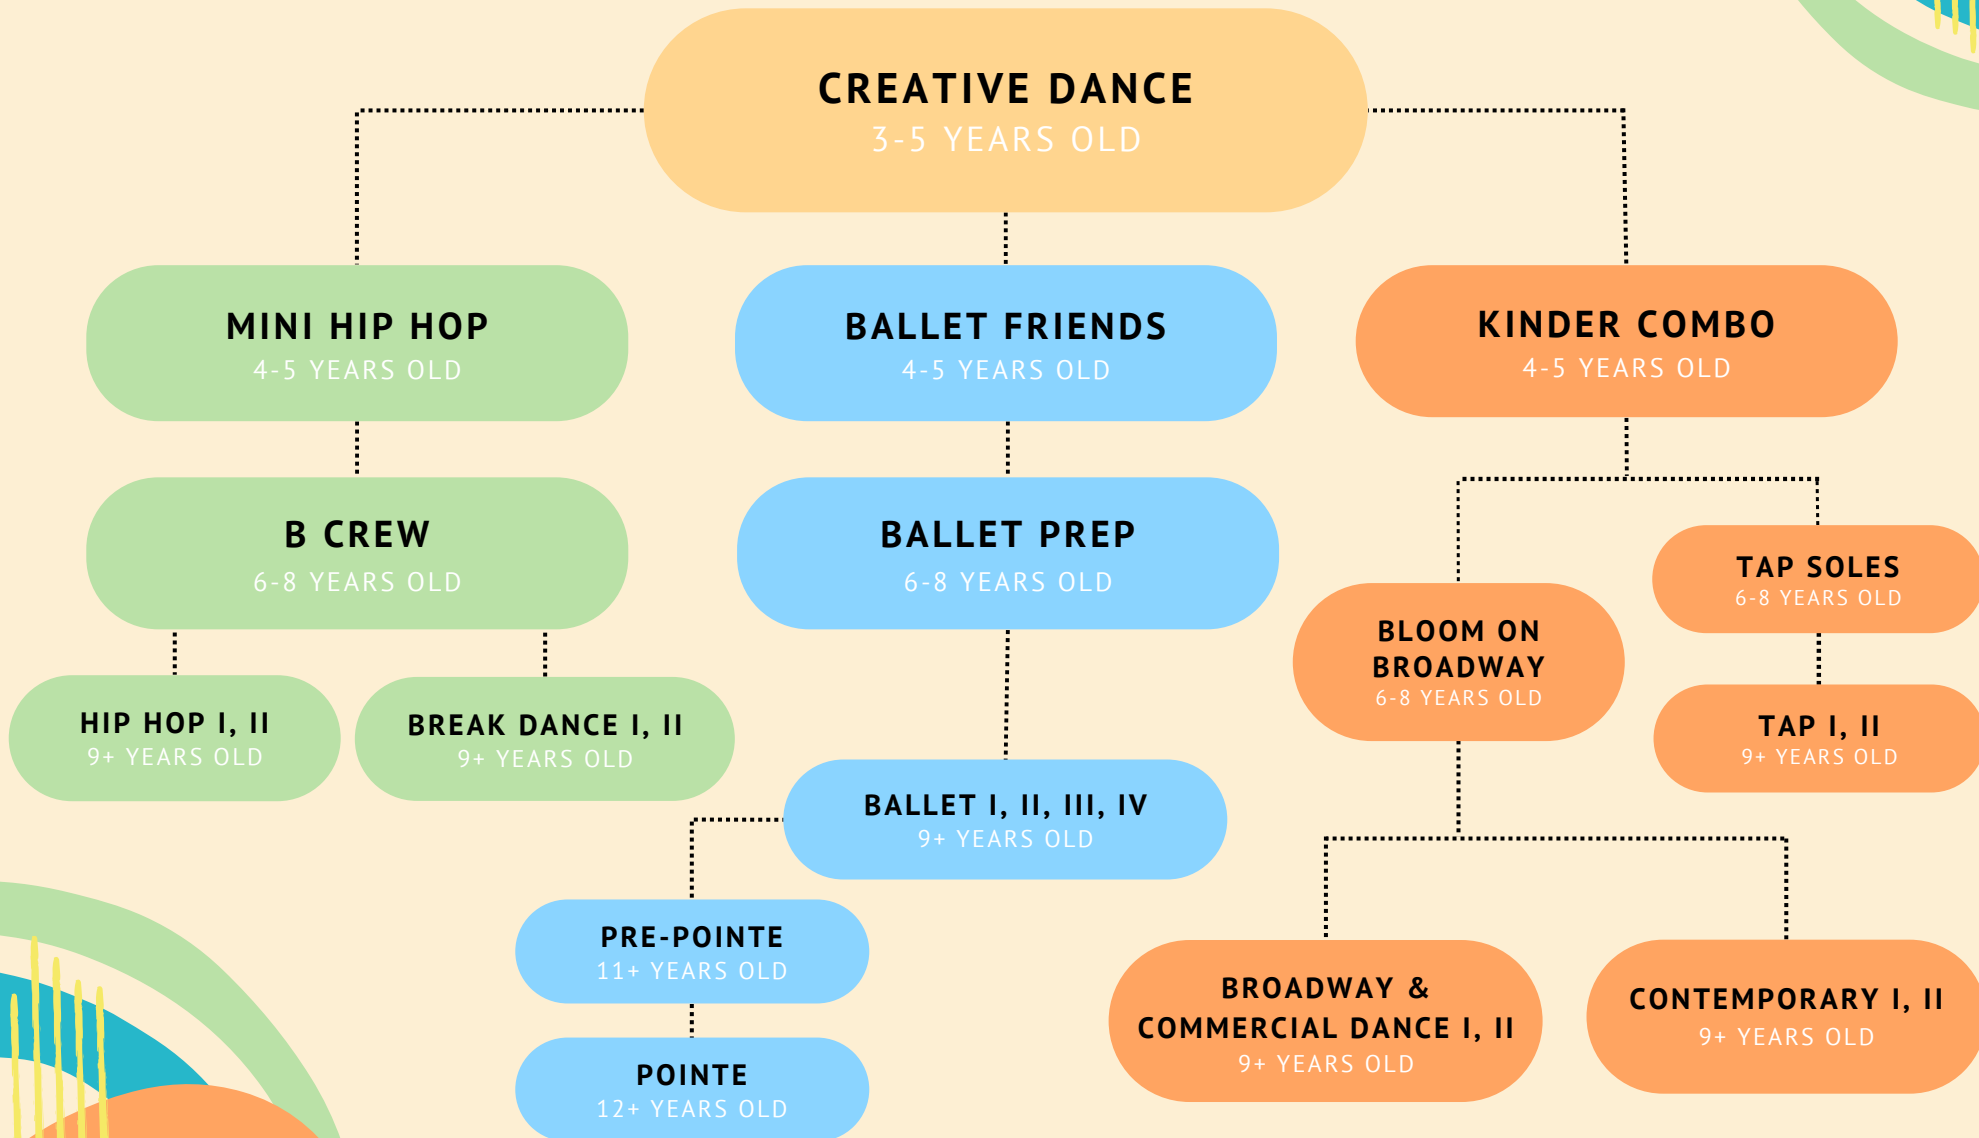 CREATIVE DANCE
3-5 YEARS OLD
MINI HIP HOP
4-5 YEARS OLD
BALLET FRIENDS
4-5 YEARS OLD
KINDER COMBO
4-5 YEARS OLD
B CREW
6-8 YEARS OLD
BALLET PREP
6-8 YEARS OLD
TAP SOLES
6-8 YEARS OLD
BLOOM ON
BROADWAY
6-8 YEARS OLD
HIP HOP I, II
9+ YEARS OLD
BREAK DANCE I, II
9+ YEARS OLD
TAP I, II
9+ YEARS OLD
BALLET I, II, III, IV
9+ YEARS OLD
PRE-POINTE
11+ YEARS OLD
POINTE
12+ YEARS OLD
BROADWAY &
COMMERCIAL DANCE I, II
9+ YEARS OLD
CONTEMPORARY I, II
9+ YEARS OLD